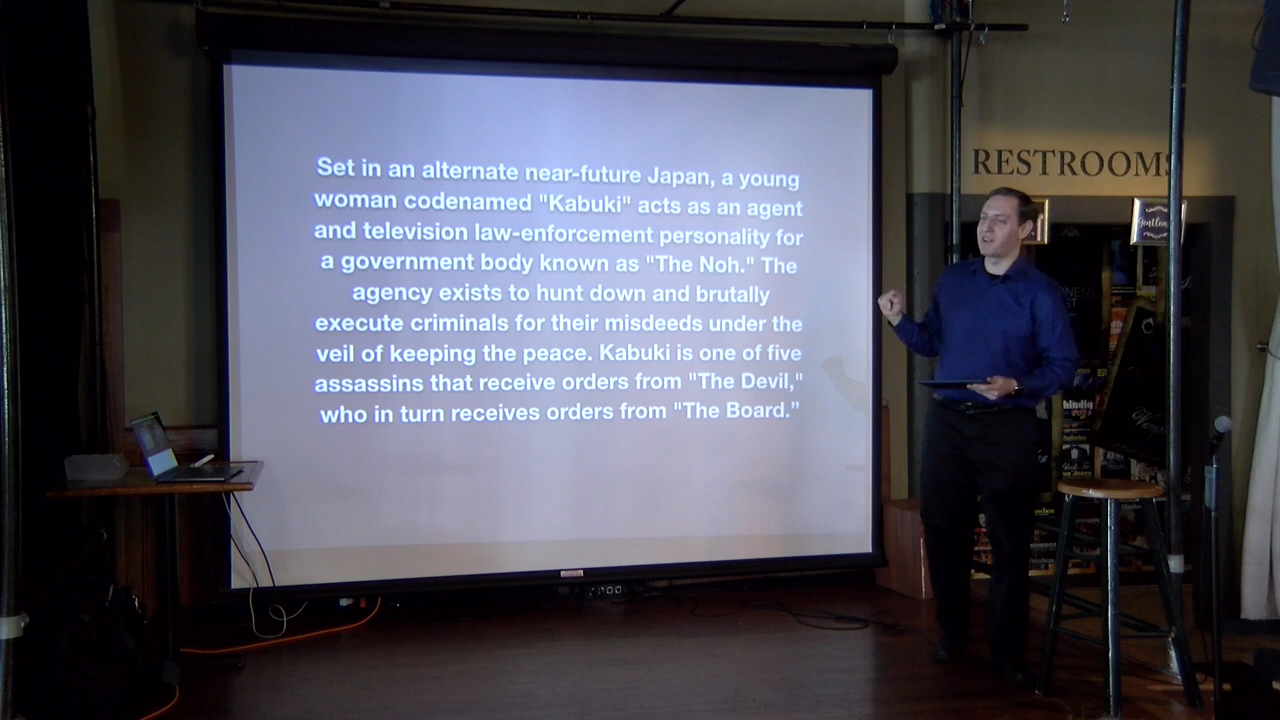 Set in an alternate near-future Japan, a young
woman codenamed "Kabuki" acts as an agent
and television law-enforcement personality for
a government body known as "The Noh." The
agency exists to hunt down and brutally
execute criminals for their misdeeds under the
veil of keeping the peace. Kabuki is one of five
assassins that receive orders from "The Devil,"
who in turn receives orders from "The Board.”
RESTROOMS